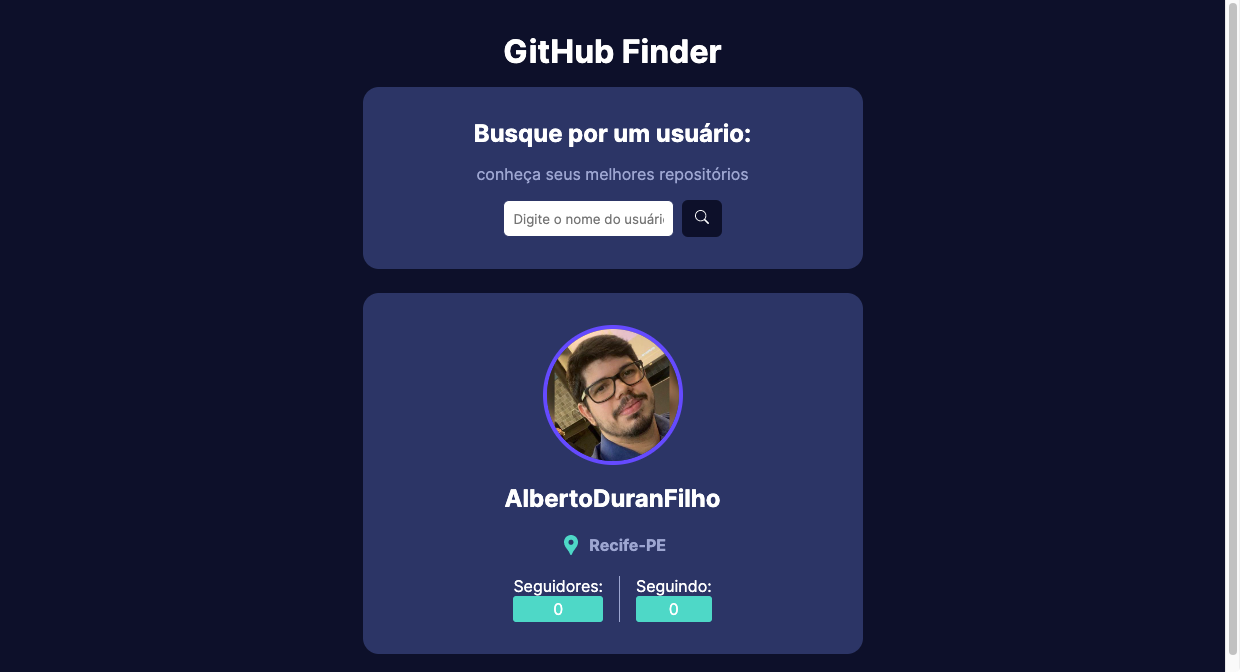 GitHub Finder
Busque por um usuário:
conheça seus melhores repositórios
Digite o nome do usuári
AlbertoDuranFilho
Recife-PE
Seguidores: Seguindo:
0 0